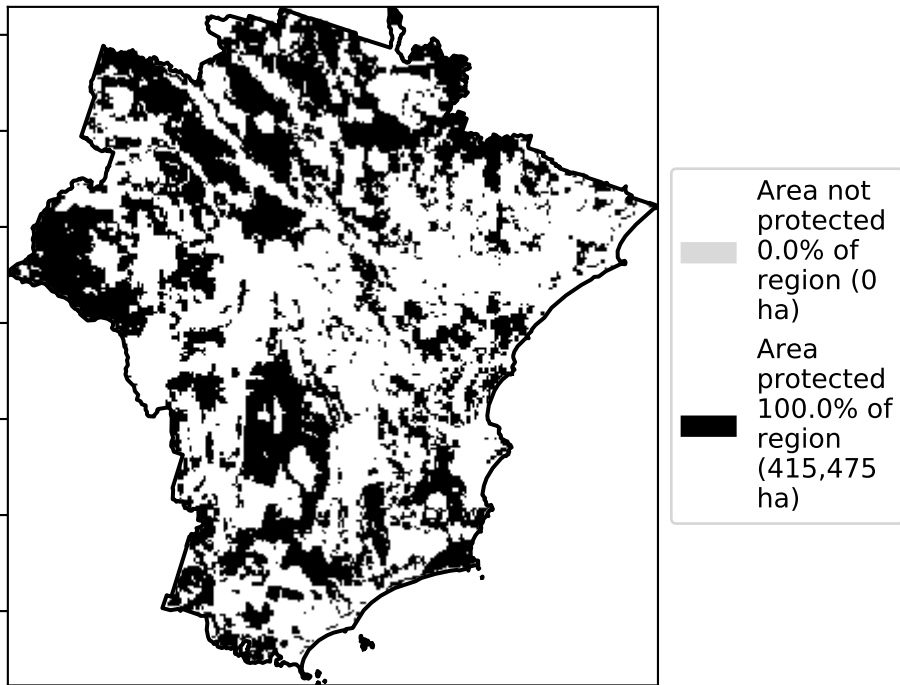 Area not
protected
0.0% of
region (0
ha)
Area
protected
100.0% of
region
(415,475
ha)